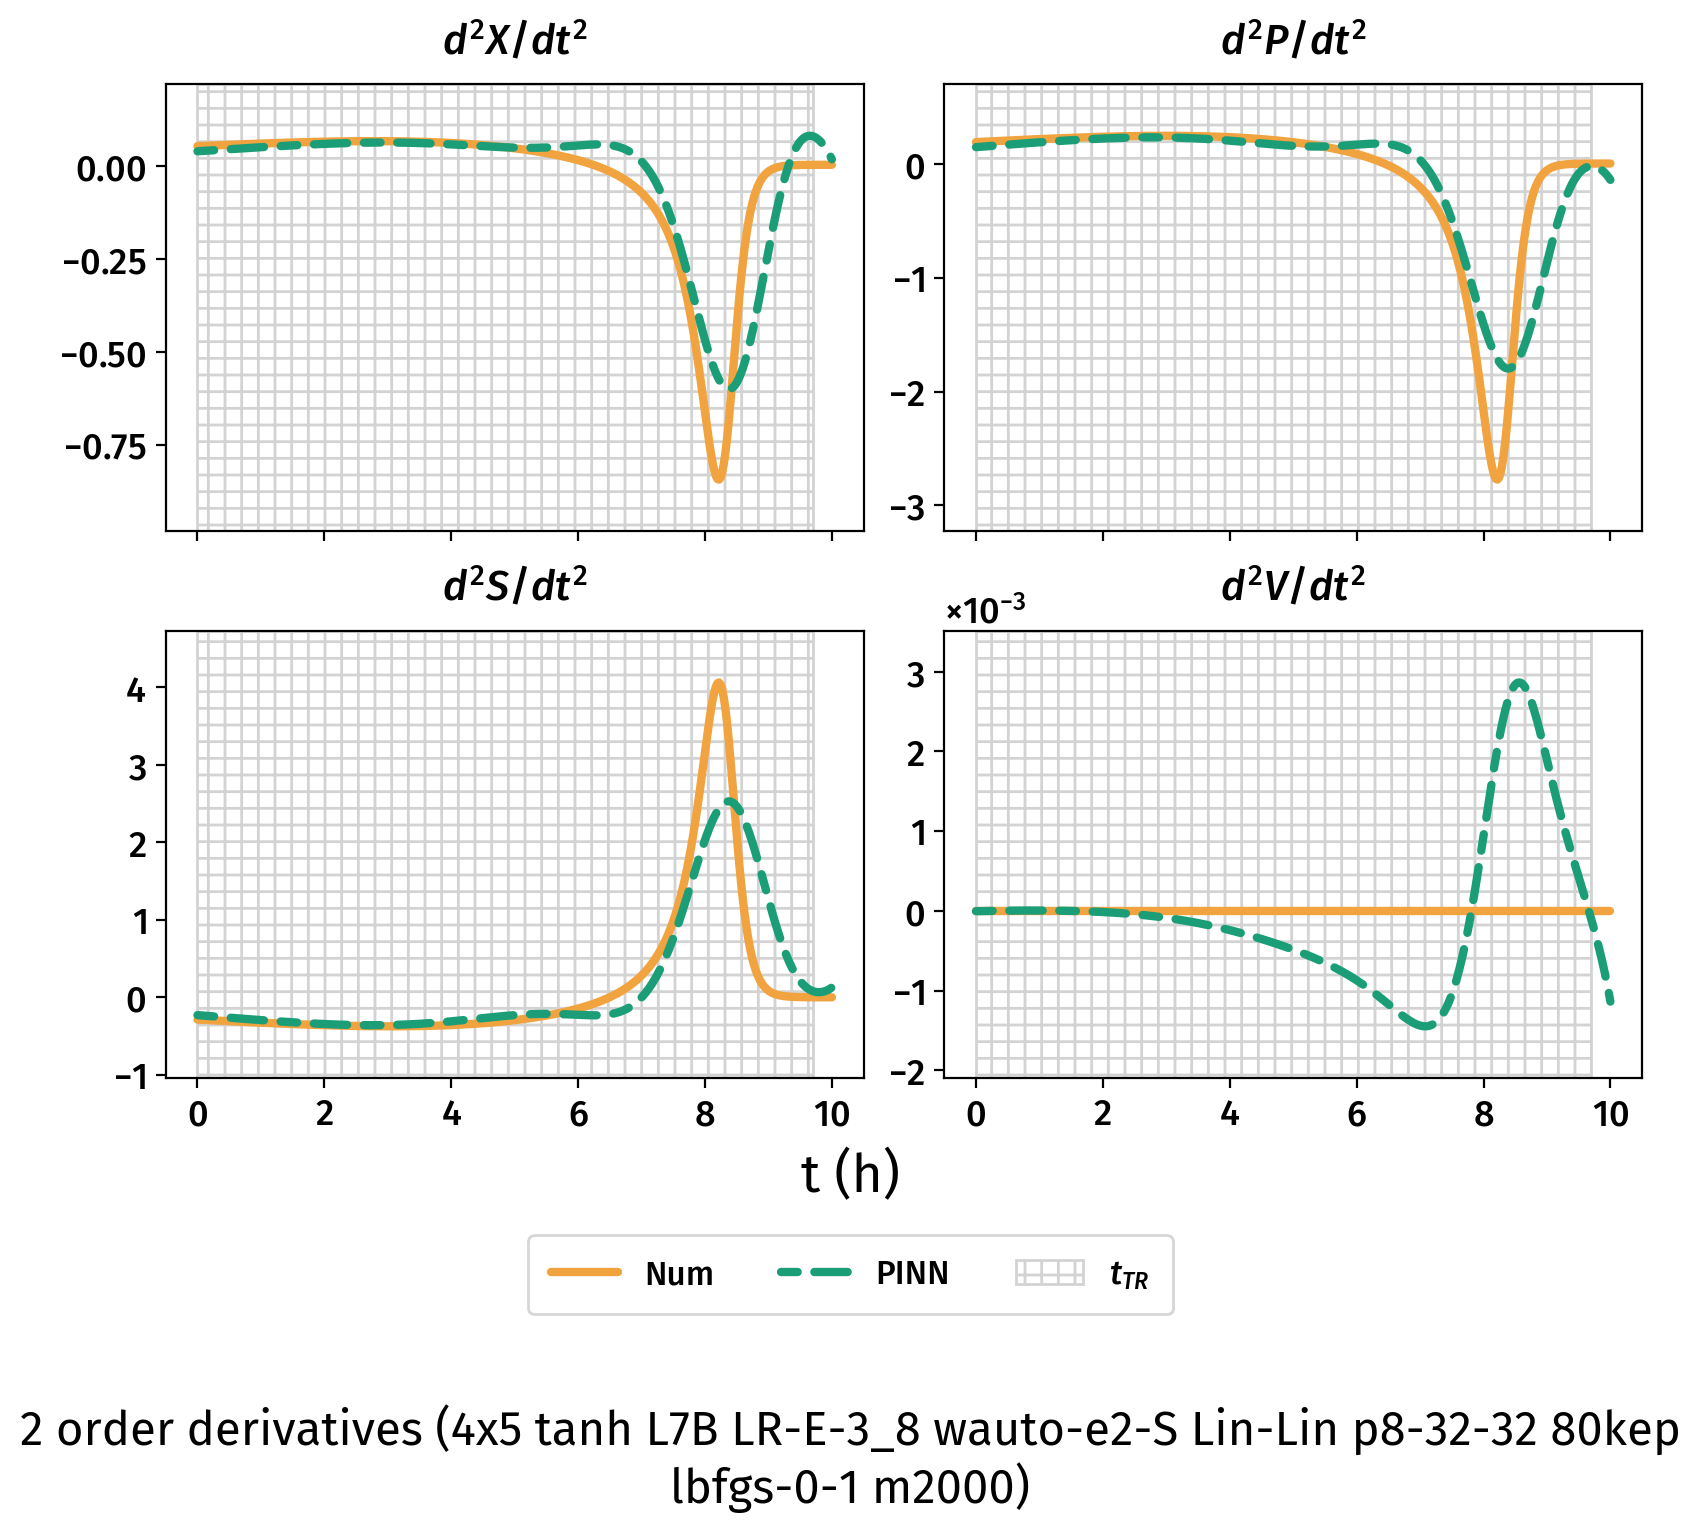 d²X/dt²
0.00
−0.25
−0.50
−0.75
d²P/dt²
0
−1
−2
−3
d²S/dt²
4
3
2
1
0
−1
0 2 4 6 8 10
d²V/dt²
×10⁻³
3
2
1
0
−1
−2
0 2 4 6 8 10
t (h)
Num PINN t_TR
2 order derivatives (4x5 tanh L7B LR-E-3_8 wauto-e2-S Lin-Lin p8-32-32 80kep
lbfgs-0-1 m2000)